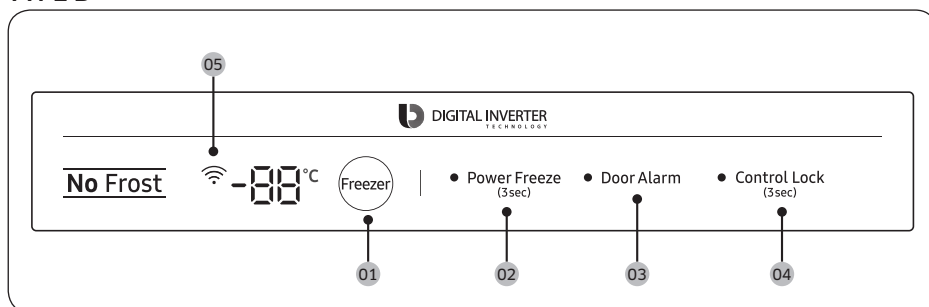 05
DIGITAL INVERTER
TECHNOLOGY
No Frost
-88°C
Freezer
Power Freeze
(3sec)
Door Alarm
Control Lock
(3sec)
01
02
03
04